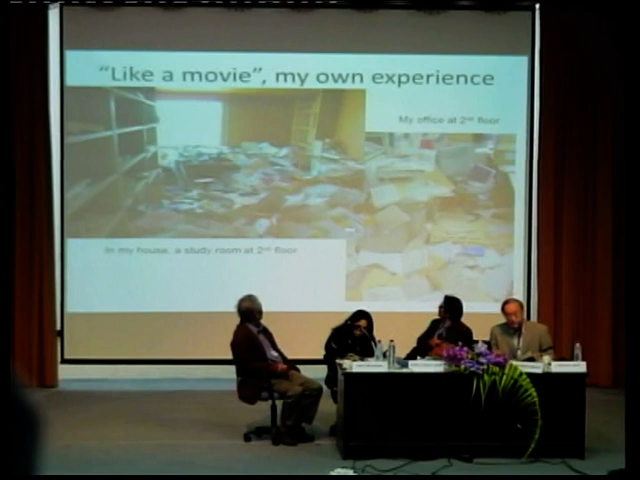 “Like a movie”, my own experience
My office at 2nd floor
In my house, a study room at 2nd floor